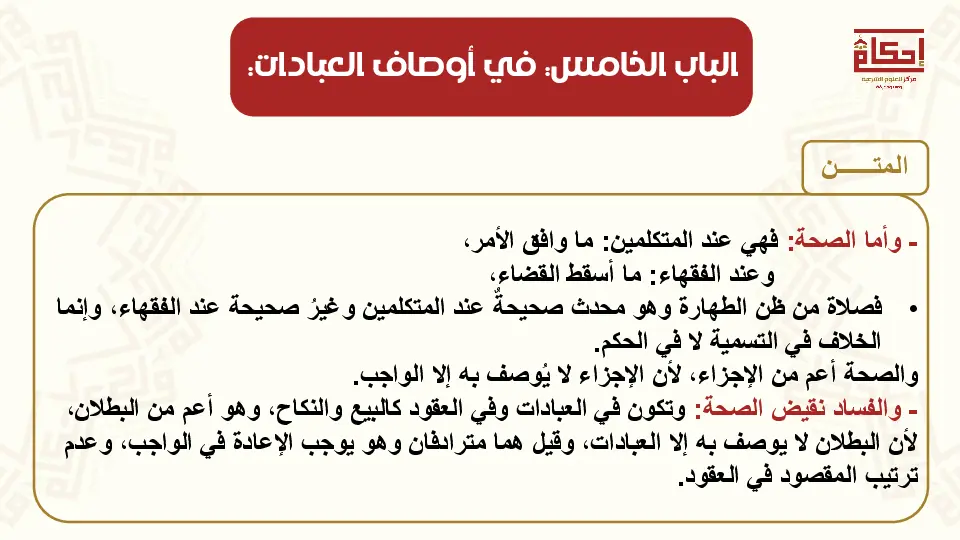 الباب الخامس: في أوصاف العبادات:
إحكام
مركز للعلوم الشرعية
المتـــــن
- وأما الصحة: فهي عند المتكلمين: ما وافق الأمر،
وعند الفقهاء: ما أسقط القضاء،
• فصلاة من ظن الطهارة وهو محدث صحيحةٌ عند المتكلمين وغيرُ صحيحة عند الفقهاء، وإنما
الخلاف في التسمية لا في الحكم.
والصحة أعم من الإجزاء، لأن الإجزاء لا يُوصف به إلا الواجب.
- والفساد نقيض الصحة: وتكون في العبادات وفي العقود كالبيع والنكاح، وهو أعم من البطلان،
لأن البطلان لا يوصف به إلا العبادات، وقيل هما مترادفان وهو يوجب الإعادة في الواجب، وعدم
ترتيب المقصود في العقود.